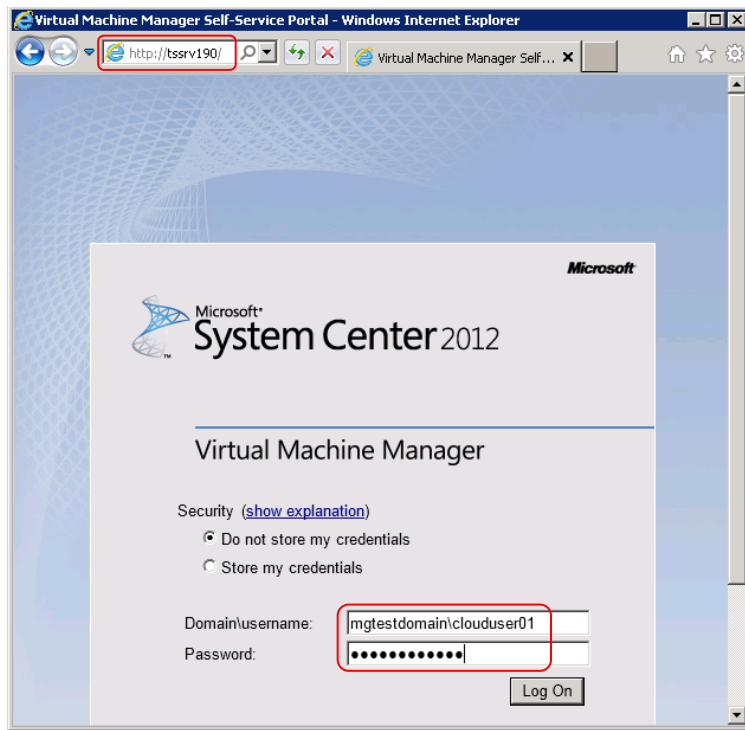 Virtual Machine Manager Self-Service Portal - Windows Internet Explorer
http://tssrv190/
Virtual Machine Manager Self...
Microsoft
Microsoft
System Center 2012
TM
Virtual Machine Manager
Security (show explanation)
Do not store my credentials
Store my credentials
Domain\username: mgtestdomain\clouduser01
Password: ●●●●●●●●●●●●
Log On